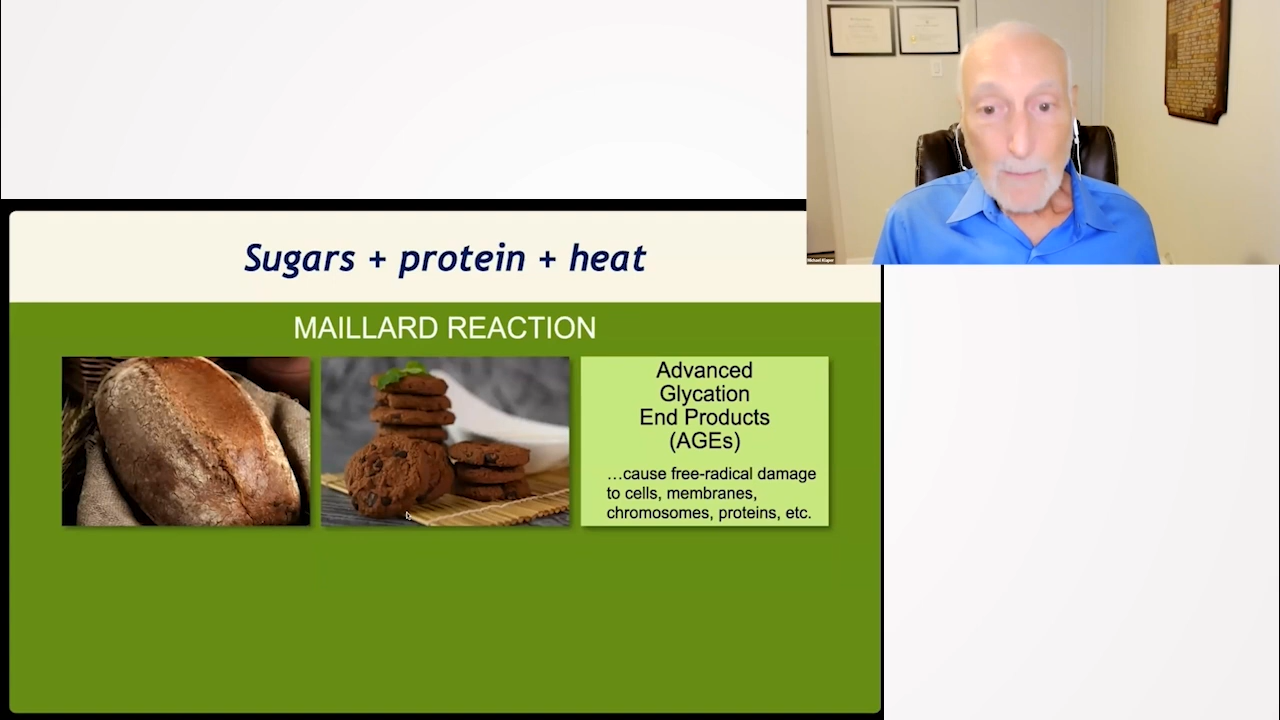 Sugars + protein + heat
MAILLARD REACTION
Advanced
Glycation
End Products
(AGEs)
…cause free-radical damage
to cells, membranes,
chromosomes, proteins, etc.